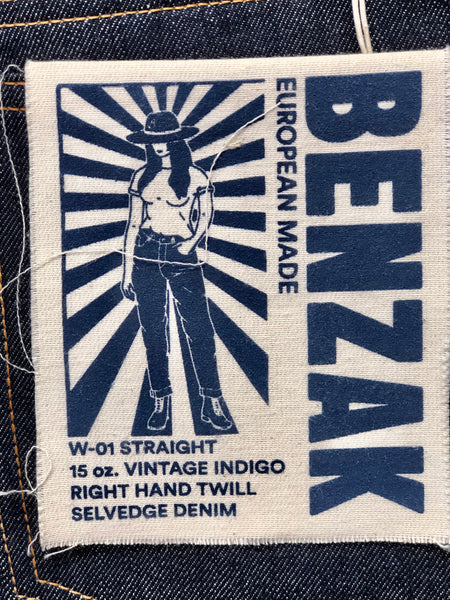 BENZAK
EUROPEAN MADE
W-01 STRAIGHT
15 oz. VINTAGE INDIGO
RIGHT HAND TWILL
SELVEDGE DENIM